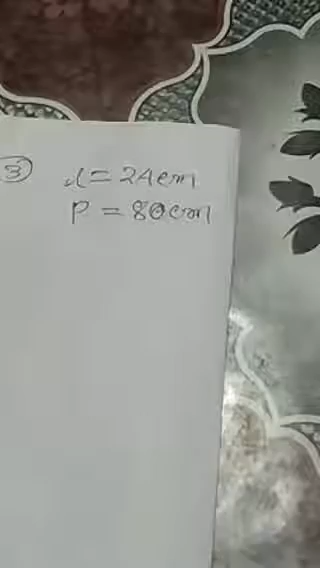 ③ l = 24cm
P = 80cm